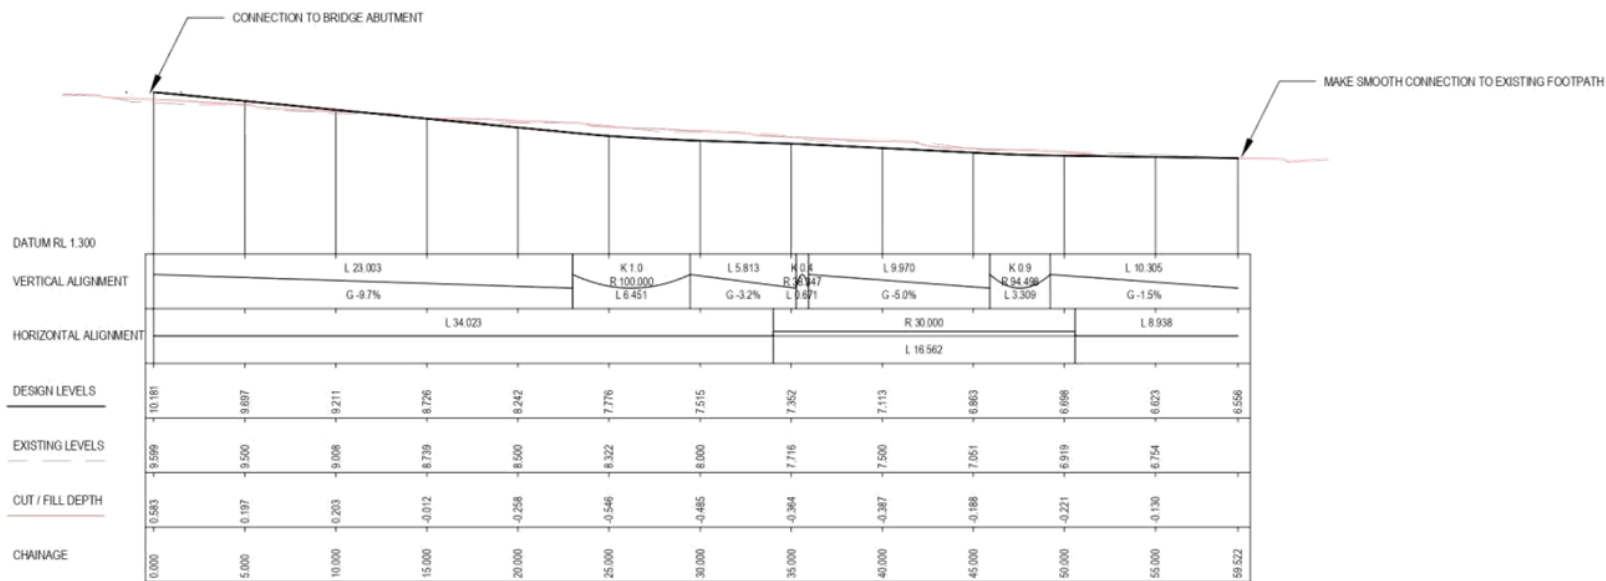 CONNECTION TO BRIDGE ABUTMENT
MAKE SMOOTH CONNECTION TO EXISTING FOOTPATH
DATUM RL 1.300
VERTICAL ALIGNMENT
L 23.003
G -9.7%
K 1.0
R 100.000
L 6.451
L 5.813
G -3.2%
K 0.4
L 0.671
L 9.970
G -5.0%
K 0.9
R 94.496
L 3.309
L 10.305
G -1.5%
HORIZONTAL ALIGNMENT
L 34.023
R 30.000
L 16.562
L 8.938
DESIGN LEVELS
10.181 9.697 9.211 8.726 8.242 7.776 7.515 7.352 7.113 6.863 6.698 6.623 6.556
EXISTING LEVELS
9.599 9.500 9.008 8.739 8.500 8.322 8.000 7.716 7.500 7.051 6.919 6.754
CUT / FILL DEPTH
0.583 0.197 0.203 -0.012 -0.258 -0.546 -0.485 -0.364 -0.387 -0.188 -0.221 -0.130
CHAINAGE
0.000 5.000 10.000 15.000 20.000 25.000 30.000 35.000 40.000 45.000 50.000 55.000 59.522